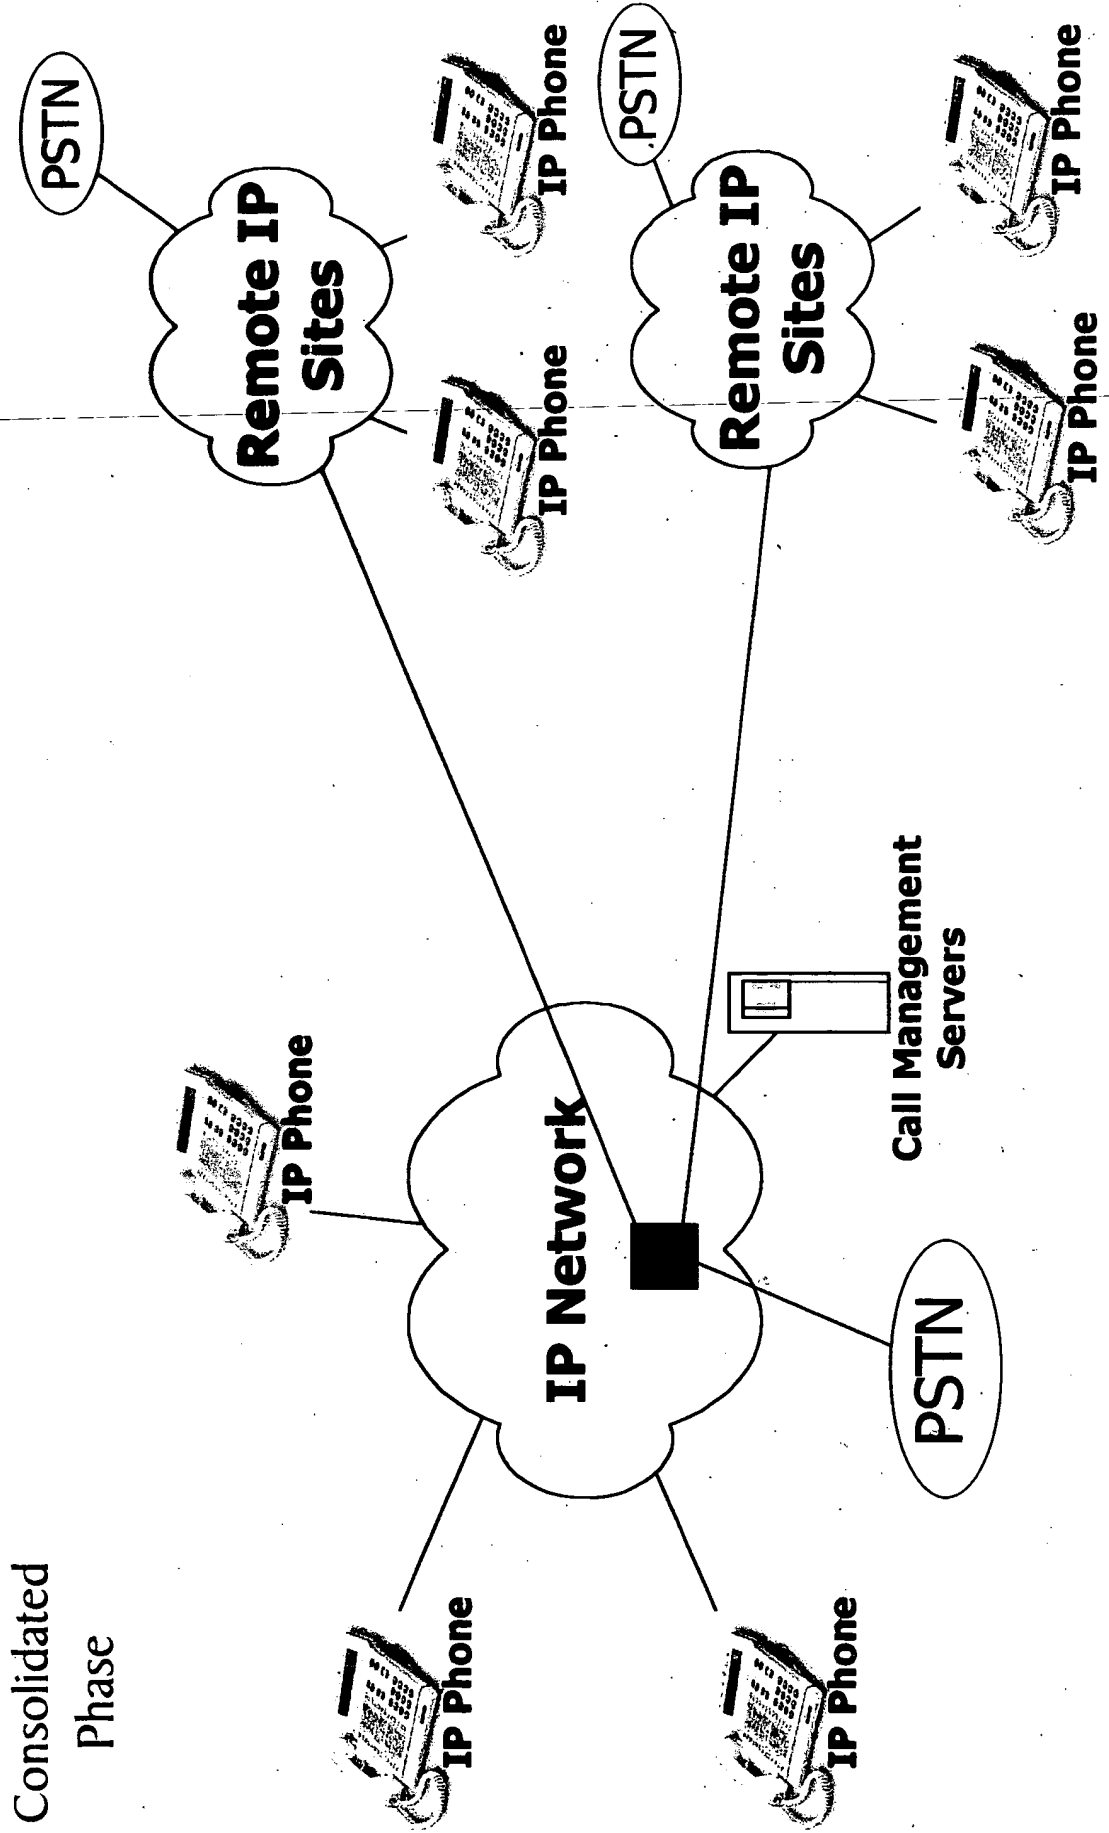 Consolidated
Phase
IP Phone
IP Phone
IP Phone
IP Network
PSTN
Call Management
Servers
PSTN
Remote IP
Sites
IP Phone
IP Phone
PSTN
Remote IP
Sites
IP Phone
IP Phone